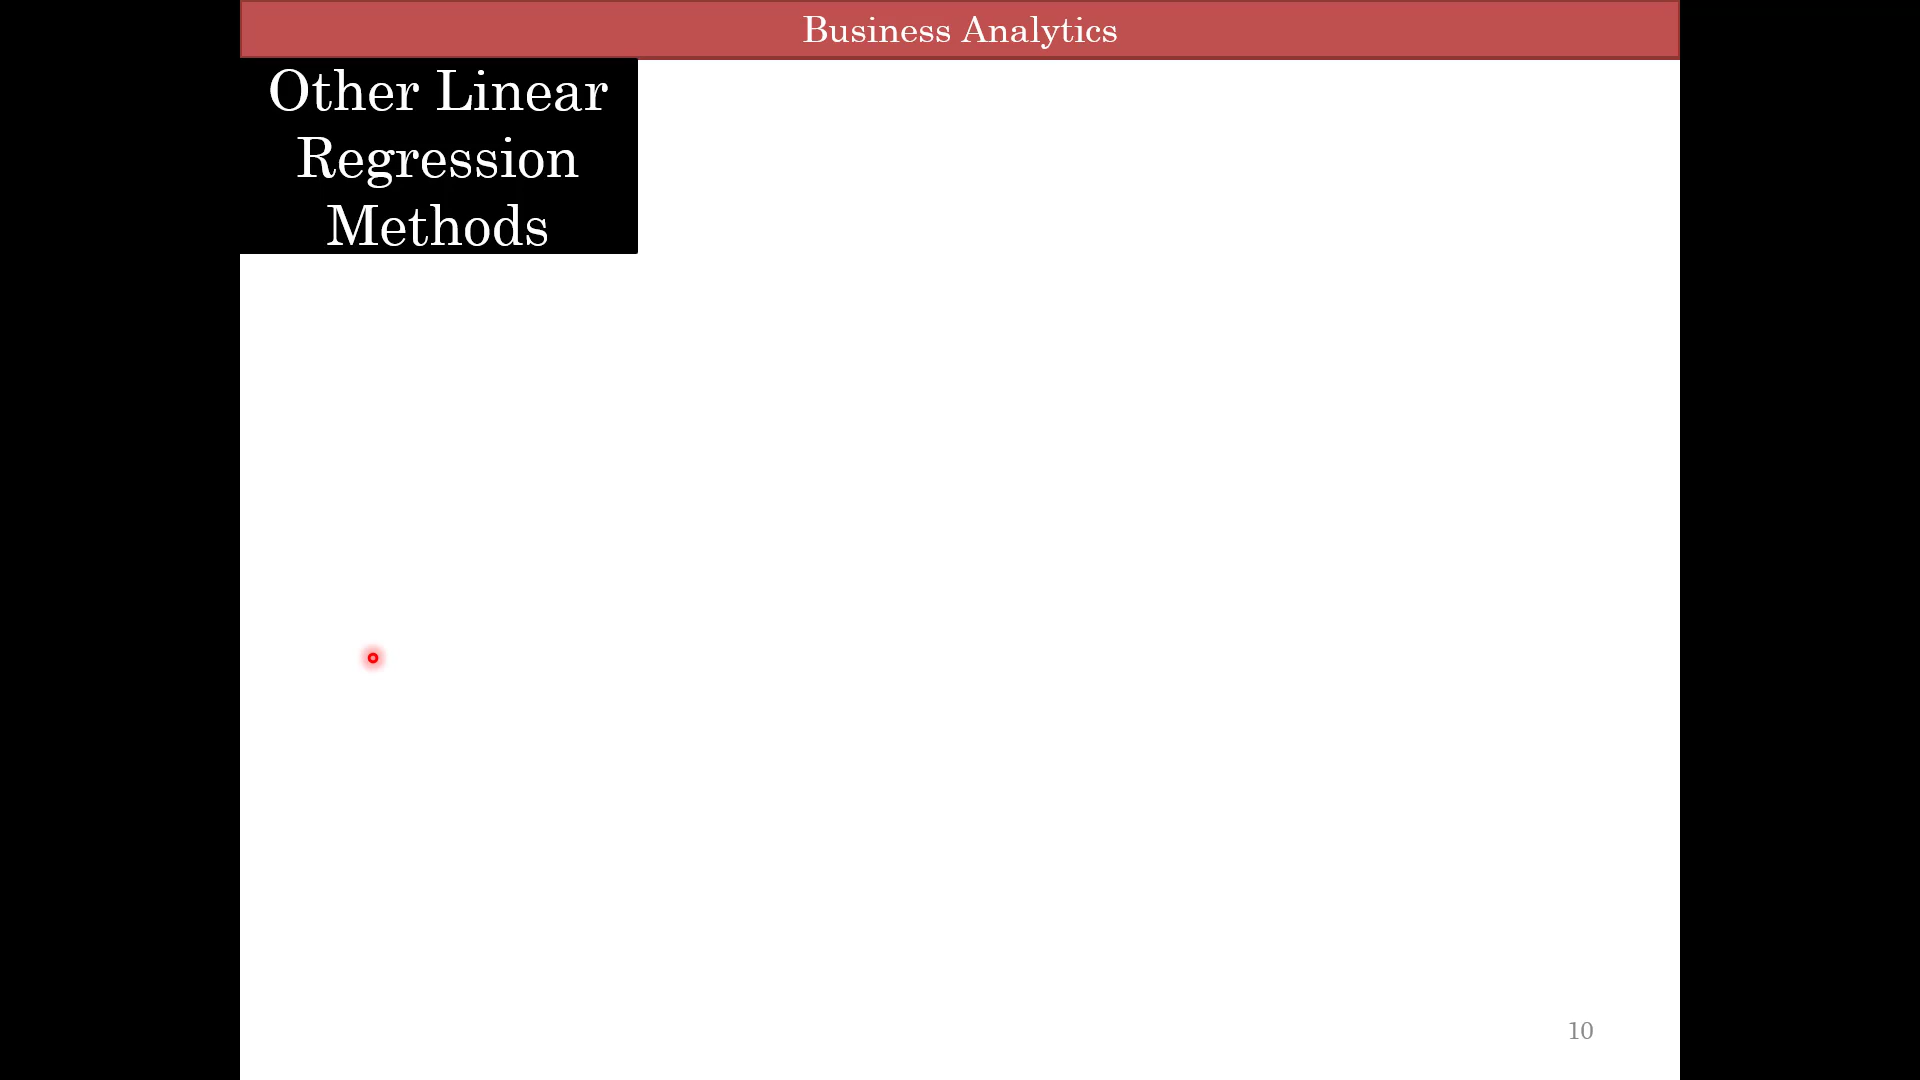 Business Analytics
Other Linear
Regression
Methods
10